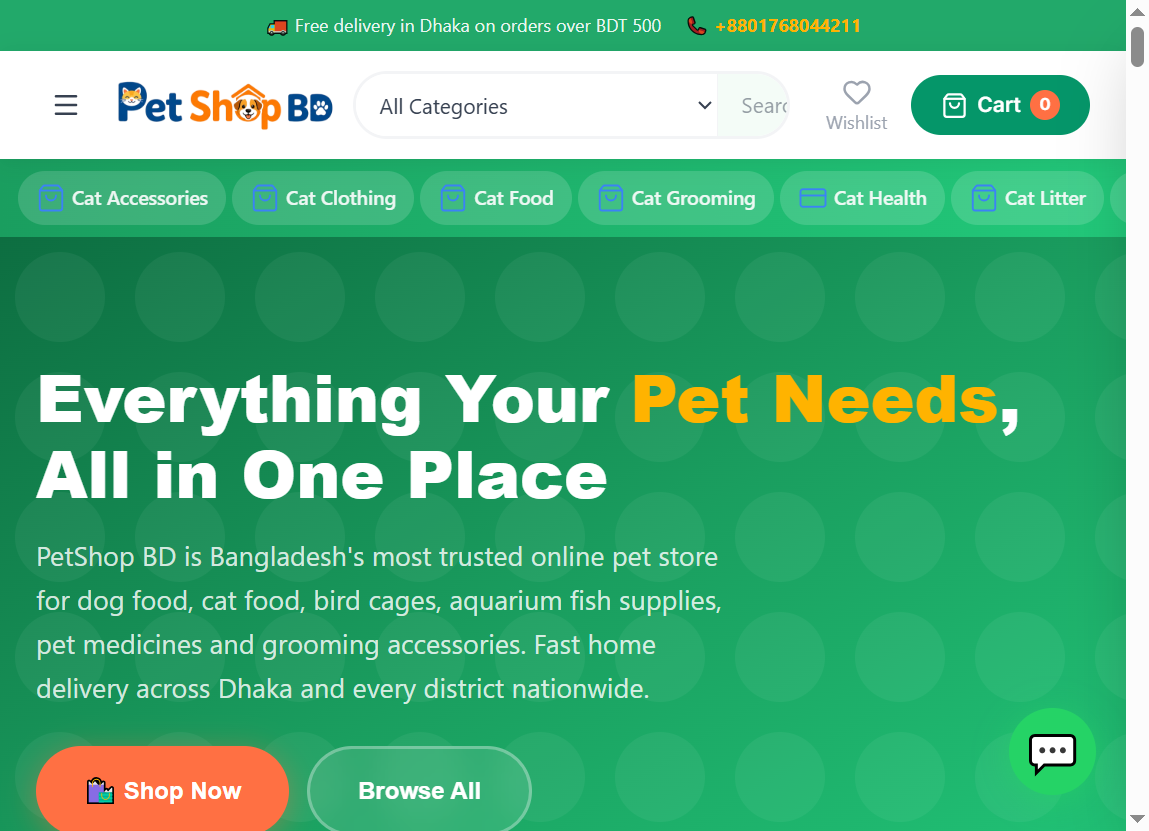 Free delivery in Dhaka on orders over BDT 500 +8801768044211
Pet Shop BD
All Categories
Wishlist
Cart 0
Cat Accessories Cat Clothing Cat Food Cat Grooming Cat Health Cat Litter
Everything Your Pet Needs,
All in One Place
PetShop BD is Bangladesh's most trusted online pet store
for dog food, cat food, bird cages, aquarium fish supplies,
pet medicines and grooming accessories. Fast home
delivery across Dhaka and every district nationwide.
Shop Now Browse All